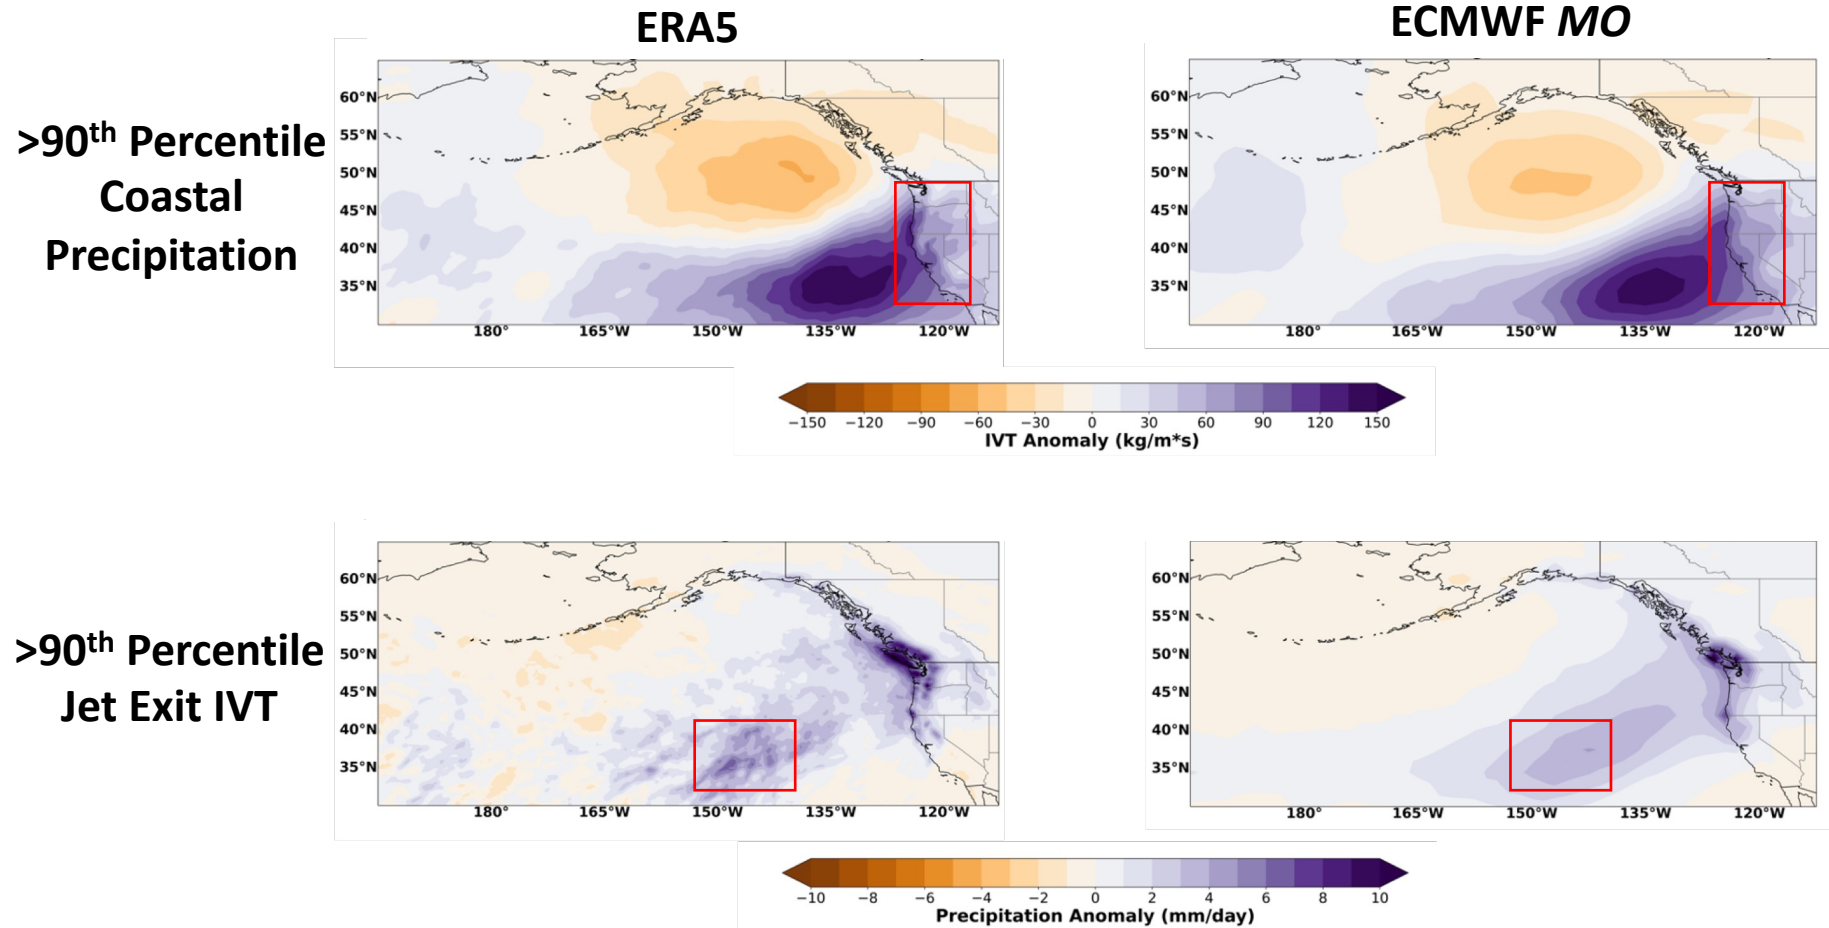 ERA5
ECMWF MO
>90th Percentile
Coastal
Precipitation
60°N
55°N
50°N
45°N
40°N
35°N
180° 165°W 150°W 135°W 120°W
60°N
55°N
50°N
45°N
40°N
35°N
180° 165°W 150°W 135°W 120°W
−150 −120 −90 −60 −30 0 30 60 90 120 150
IVT Anomaly (kg/m*s)
>90th Percentile
Jet Exit IVT
60°N
55°N
50°N
45°N
40°N
35°N
180° 165°W 150°W 135°W 120°W
60°N
55°N
50°N
45°N
40°N
35°N
180° 165°W 150°W 135°W 120°W
−10 −8 −6 −4 −2 0 2 4 6 8 10
Precipitation Anomaly (mm/day)